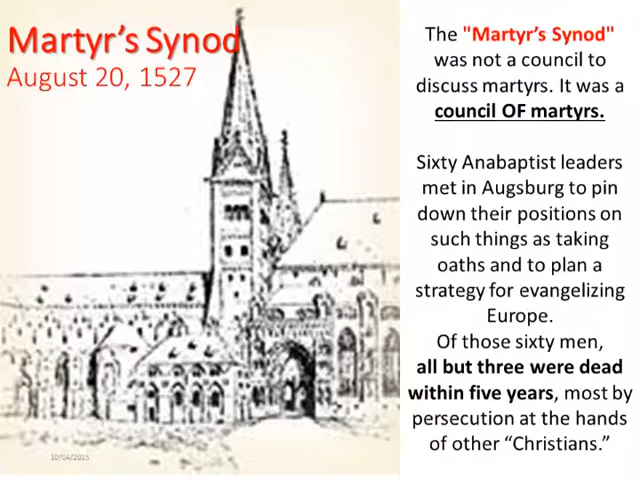 Martyr’s Synod
August 20, 1527
The "Martyr’s Synod"
was not a council to
discuss martyrs. It was a
council OF martyrs.
Sixty Anabaptist leaders
met in Augsburg to pin
down their positions on
such things as taking
oaths and to plan a
strategy for evangelizing
Europe.
Of those sixty men,
all but three were dead
within five years, most by
persecution at the hands
of other “Christians.”
10/04/2015